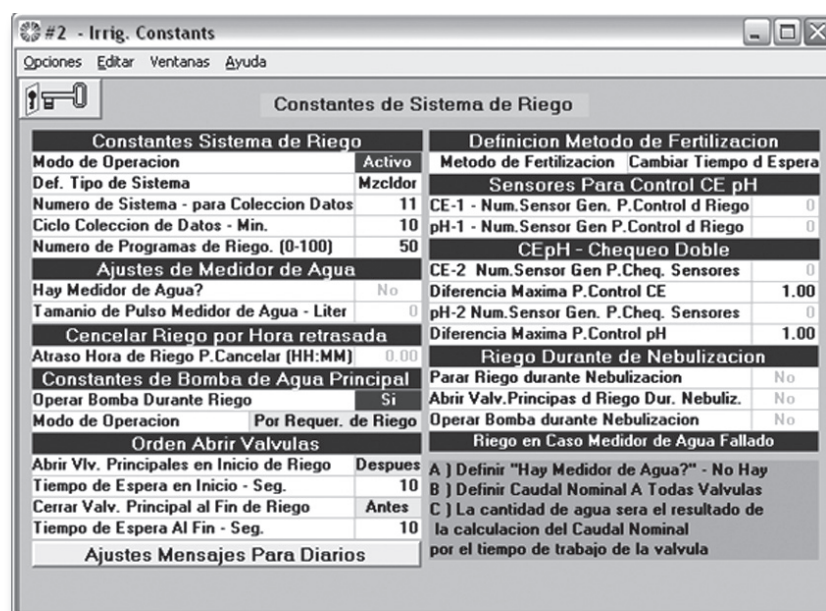 #2 - Irrig. Constants
Opciones Editar Ventanas Ayuda
Constantes de Sistema de Riego
Constantes Sistema de Riego
Modo de Operacion Activo
Def. Tipo de Sistema Mzcldor
Numero de Sistema - para Coleccion Datos 11
Ciclo Coleccion de Datos - Min. 10
Numero de Programas de Riego. (0-100) 50
Ajustes de Medidor de Agua
Hay Medidor de Agua? No
Tamanio de Pulso Medidor de Agua - Liter 0
Cencelar Riego por Hora retrasada
Atraso Hora de Riego P.Cancelar (HH:MM) 0.00
Constantes de Bomba de Agua Principal
Operar Bomba Durante Riego Si
Modo de Operacion Por Requer. de Riego
Orden Abrir Valvulas
Abrir Vlv. Principales en Inicio de Riego Despues
Tiempo de Espera en Inicio - Seg. 10
Cerrar Valv. Principal al Fin de Riego Antes
Tiempo de Espera Al Fin - Seg. 10
Ajustes Mensajes Para Diarios
Definicion Metodo de Fertilizacion
Metodo de Fertilizacion Cambiar Tiempo d Espera
Sensores Para Control CE pH
CE-1 - Num.Sensor Gen. P.Control d Riego 0
pH-1 - Num.Sensor Gen. P.Control d Riego 0
CEpH - Chequeo Doble
CE-2 Num.Sensor Gen P.Cheq. Sensores 0
Diferencia Maxima P.Control CE 1.00
pH-2 Num.Sensor Gen. P.Cheq. Sensores 0
Diferencia Maxima P.Control pH 1.00
Riego Durante de Nebulizacion
Parar Riego durante Nebulizacion No
Abrir Valv.Principas d Riego Dur. Nebuliz. No
Operar Bomba durante Nebulizacion No
Riego en Caso Medidor de Agua Fallado
A ) Definir "Hay Medidor de Agua?" - No Hay
B ) Definir Caudal Nominal A Todas Valvulas
C ) La cantidad de agua sera el resultado de
la calculacion del Caudal Nominal
por el tiempo de trabajo de la valvula